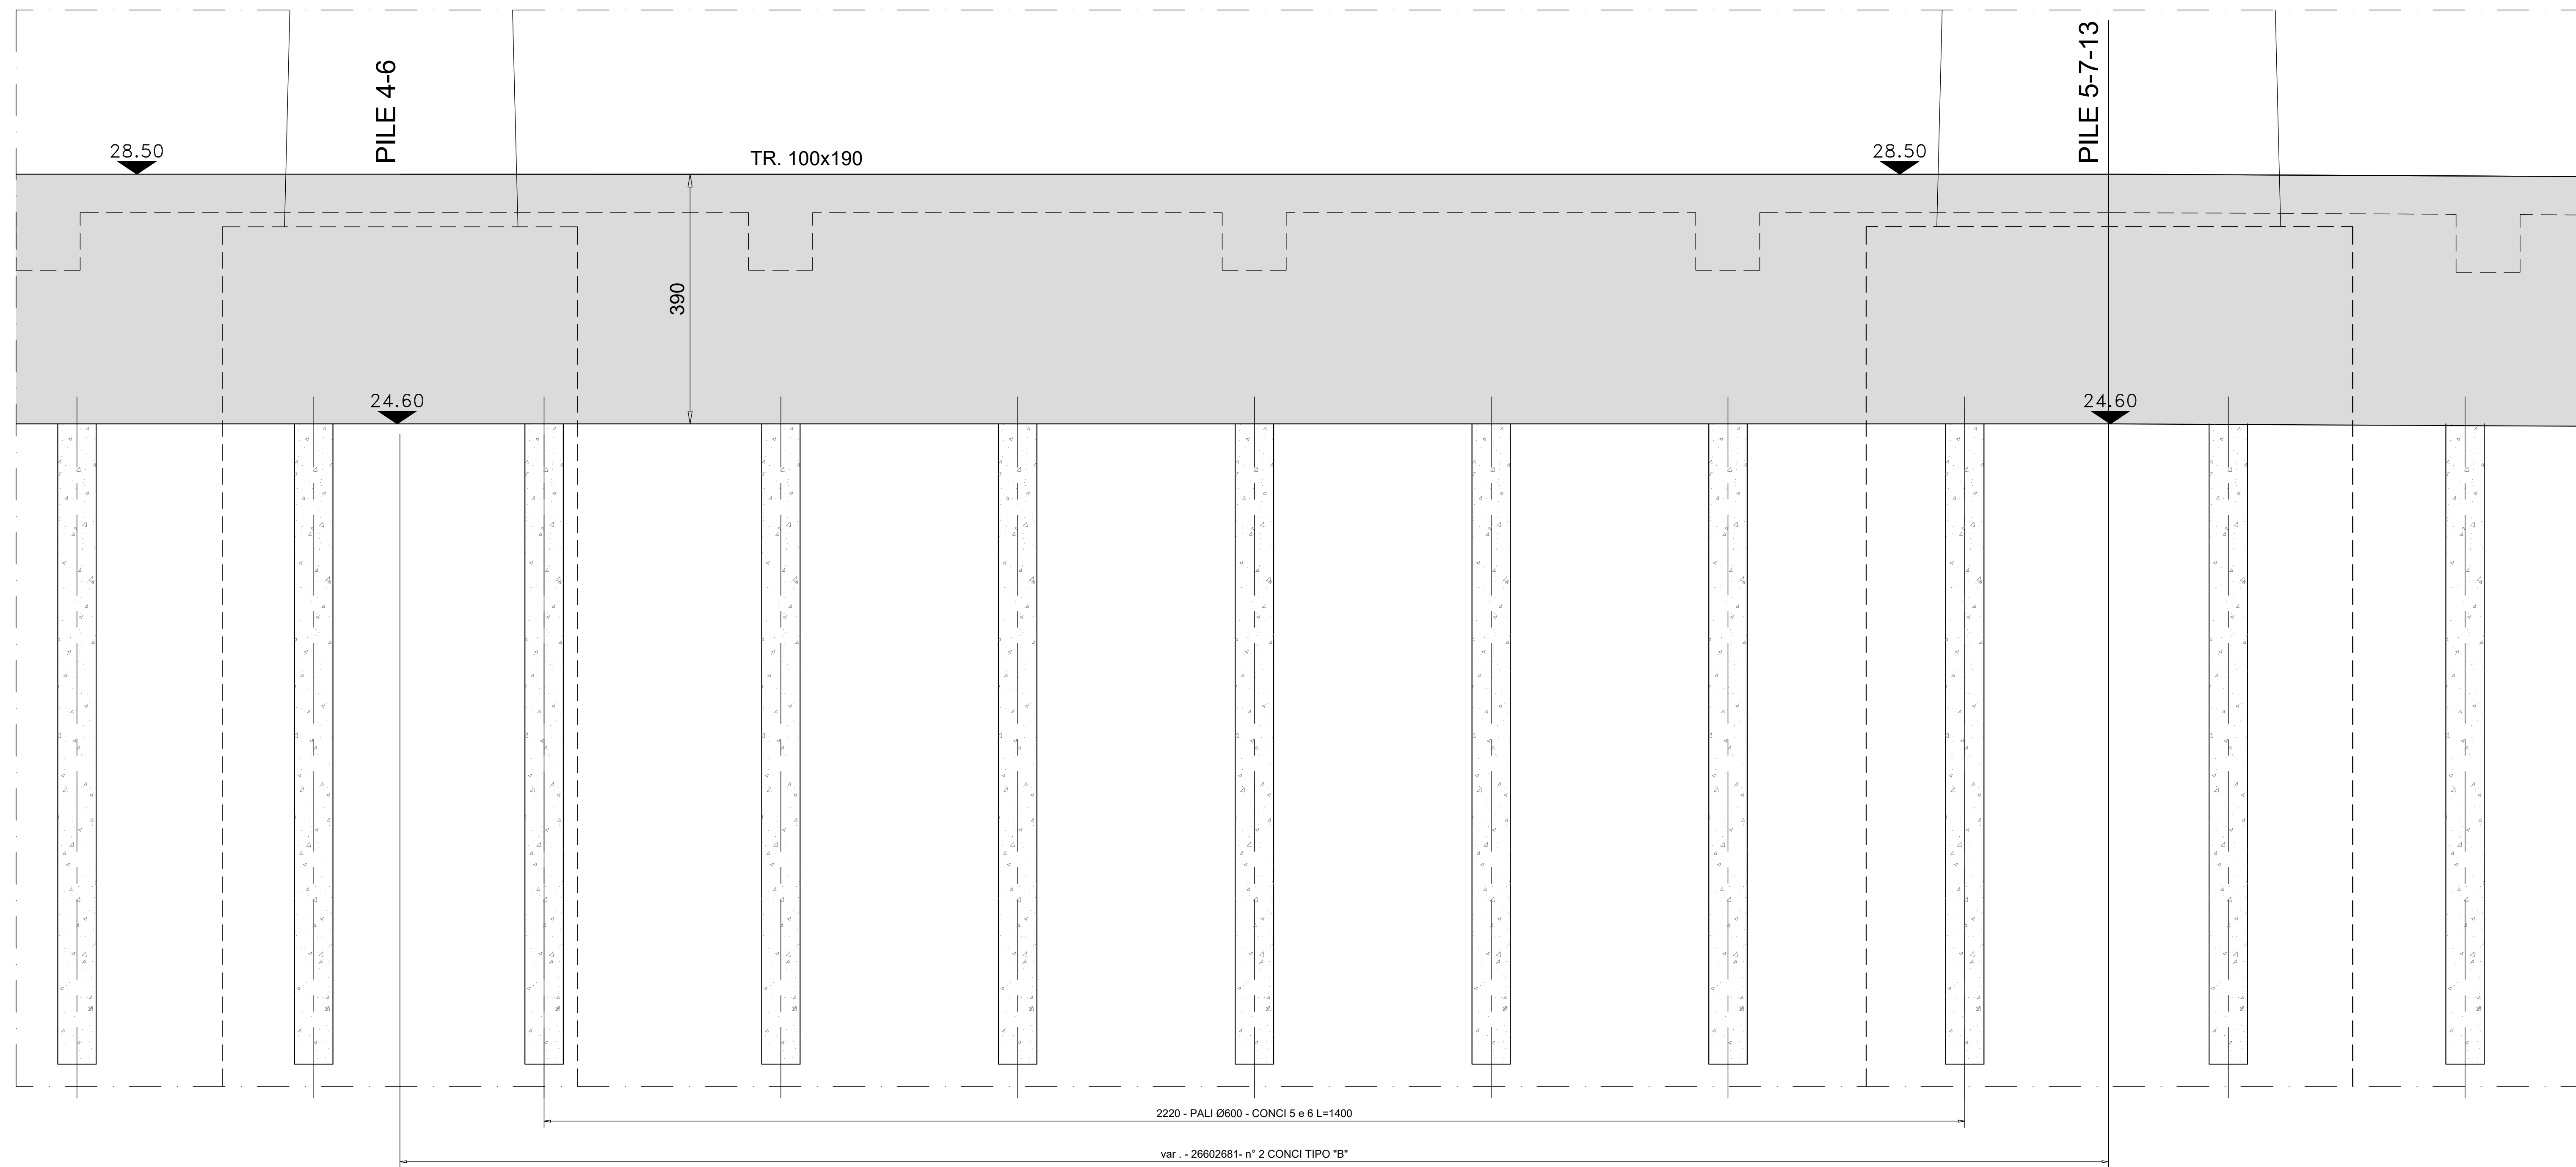 PILE 4-6
PILE 5-7-13
28.50
TR. 100x190
28.50
390
24.60
24.60
2220 - PALI Ø600 - CONCI 5 e 6 L=1400
var . - 26602681- n° 2 CONCI TIPO "B"